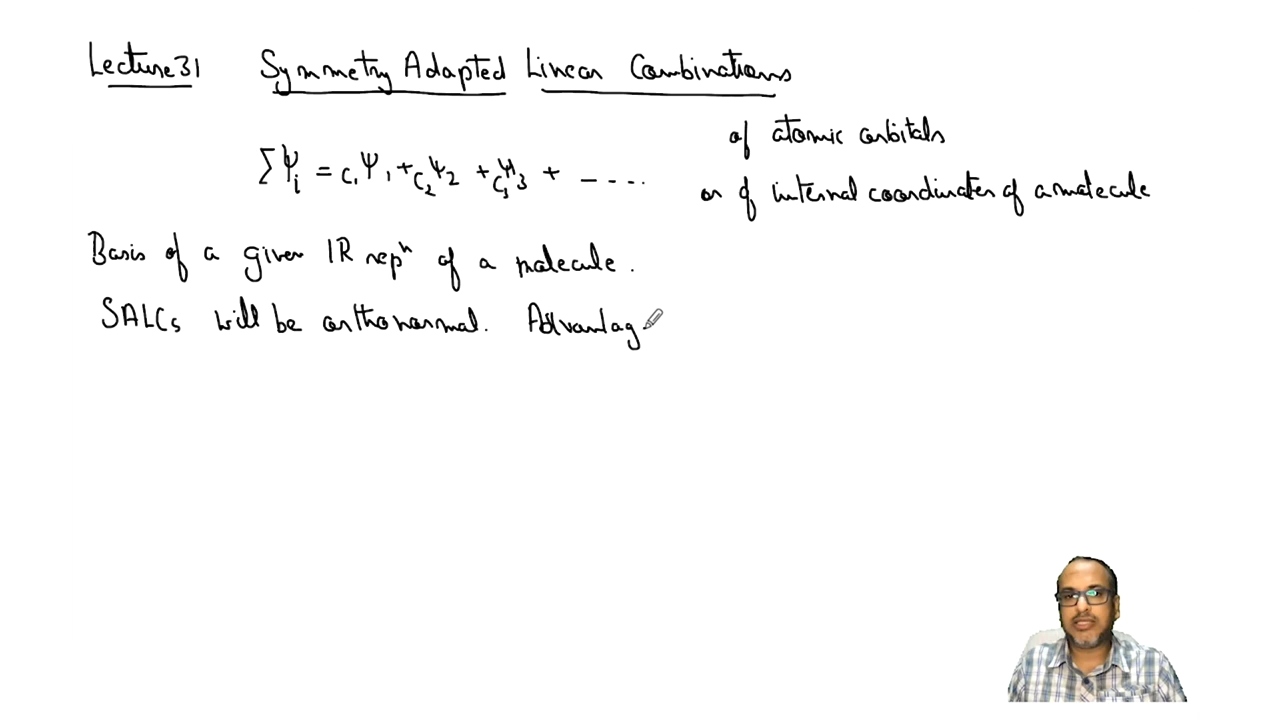 Lecture 31 Symmetry Adapted Linear Combinations
of atomic orbitals
∑Ψi = c₁Ψ₁ + c₂Ψ₂ + c₃Ψ₃ + - - - -
or of internal coordinates of a molecule
Basis of a given IR repⁿ of a molecule.
SALCs will be orthonormal. Advantag